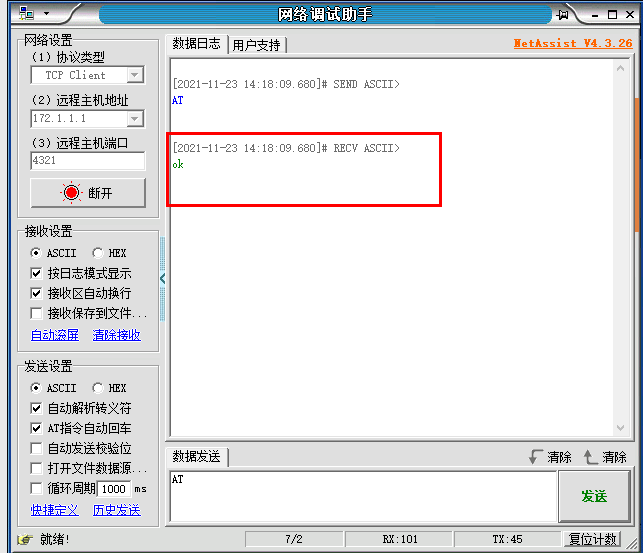 网络调试助手
网络设置
(1) 协议类型
TCP Client
(2) 远程主机地址
172.1.1.1
(3) 远程主机端口
4321
断开
接收设置
ASCII HEX
按日志模式显示
接收区自动换行
接收保存到文件...
自动滚屏 清除接收
发送设置
ASCII HEX
自动解析转义符
AT指令自动回车
自动发送校验位
打开文件数据源...
循环周期 1000 ms
快捷定义 历史发送
数据日志 用户支持
NetAssist V4.3.26
[2021-11-23 14:18:09.680]# SEND ASCII>
AT
[2021-11-23 14:18:09.680]# RECV ASCII>
ok
数据发送 清除 清除
AT
发送
就绪! 7/2 RX:101 TX:45 复位计数